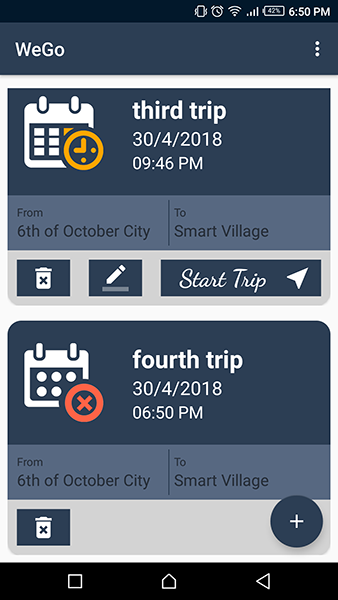 42% 6:50 PM
WeGo
third trip
30/4/2018
09:46 PM
From To
6th of October City Smart Village
Start Trip
fourth trip
30/4/2018
06:50 PM
From To
6th of October City Smart Village